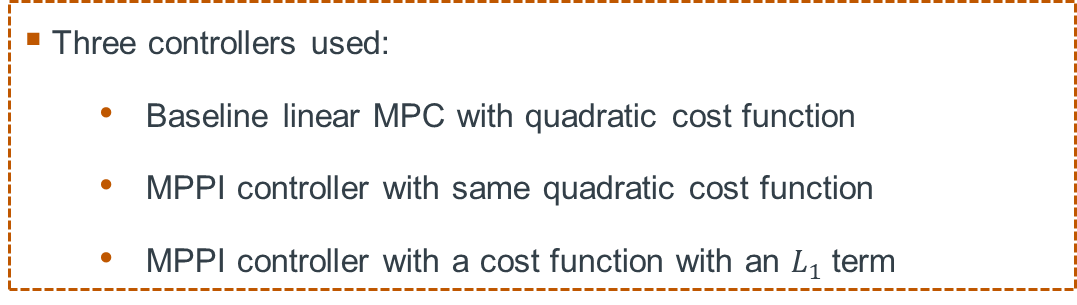 ▪ Three controllers used:
• Baseline linear MPC with quadratic cost function
• MPPI controller with same quadratic cost function
• MPPI controller with a cost function with an L₁ term